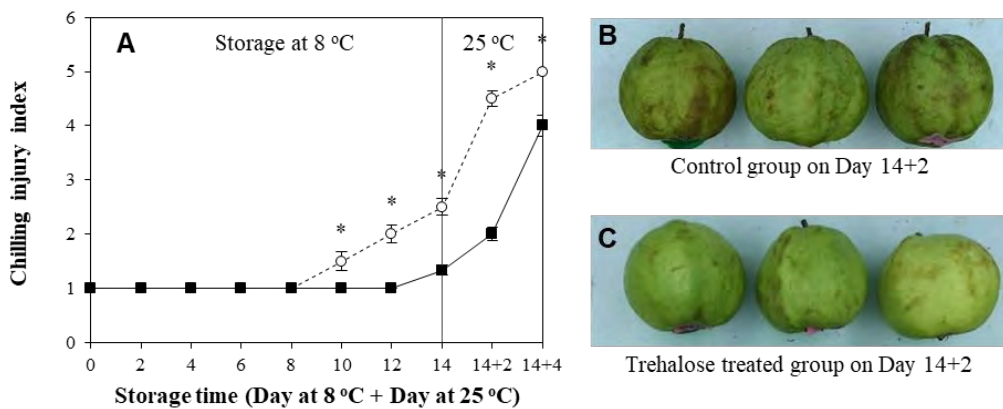 A
Storage at 8 °C
25 °C
*
*
*
*
*
6
5
4
3
2
1
0
Chilling injury index
0 2 4 6 8 10 12 14 14+2 14+4
Storage time (Day at 8 °C + Day at 25 °C)
B
Control group on Day 14+2
C
Trehalose treated group on Day 14+2